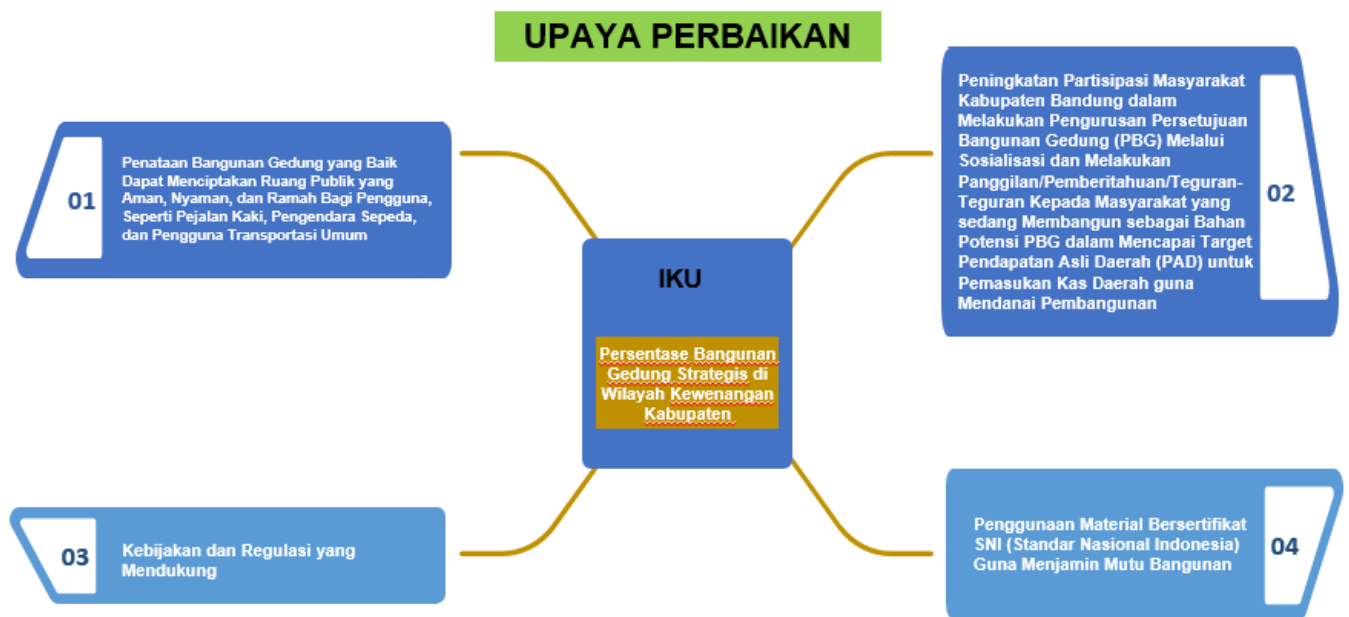 UPAYA PERBAIKAN
01
Penataan Bangunan Gedung yang Baik
Dapat Menciptakan Ruang Publik yang
Aman, Nyaman, dan Ramah Bagi Pengguna,
Seperti Pejalan Kaki, Pengendara Sepeda,
dan Pengguna Transportasi Umum
Peningkatan Partisipasi Masyarakat
Kabupaten Bandung dalam
Melakukan Pengurusan Persetujuan
Bangunan Gedung (PBG) Melalui
Sosialisasi dan Melakukan
Panggilan/Pemberitahuan/Teguran-
Teguran Kepada Masyarakat yang
sedang Membangun sebagai Bahan
Potensi PBG dalam Mencapai Target
Pendapatan Asli Daerah (PAD) untuk
Pemasukan Kas Daerah guna
Mendanai Pembangunan
02
IKU
Persentase Bangunan
Gedung Strategis di
Wilayah Kewenangan
Kabupaten
03
Kebijakan dan Regulasi yang
Mendukung
Penggunaan Material Bersertifikat
SNI (Standar Nasional Indonesia)
Guna Menjamin Mutu Bangunan
04